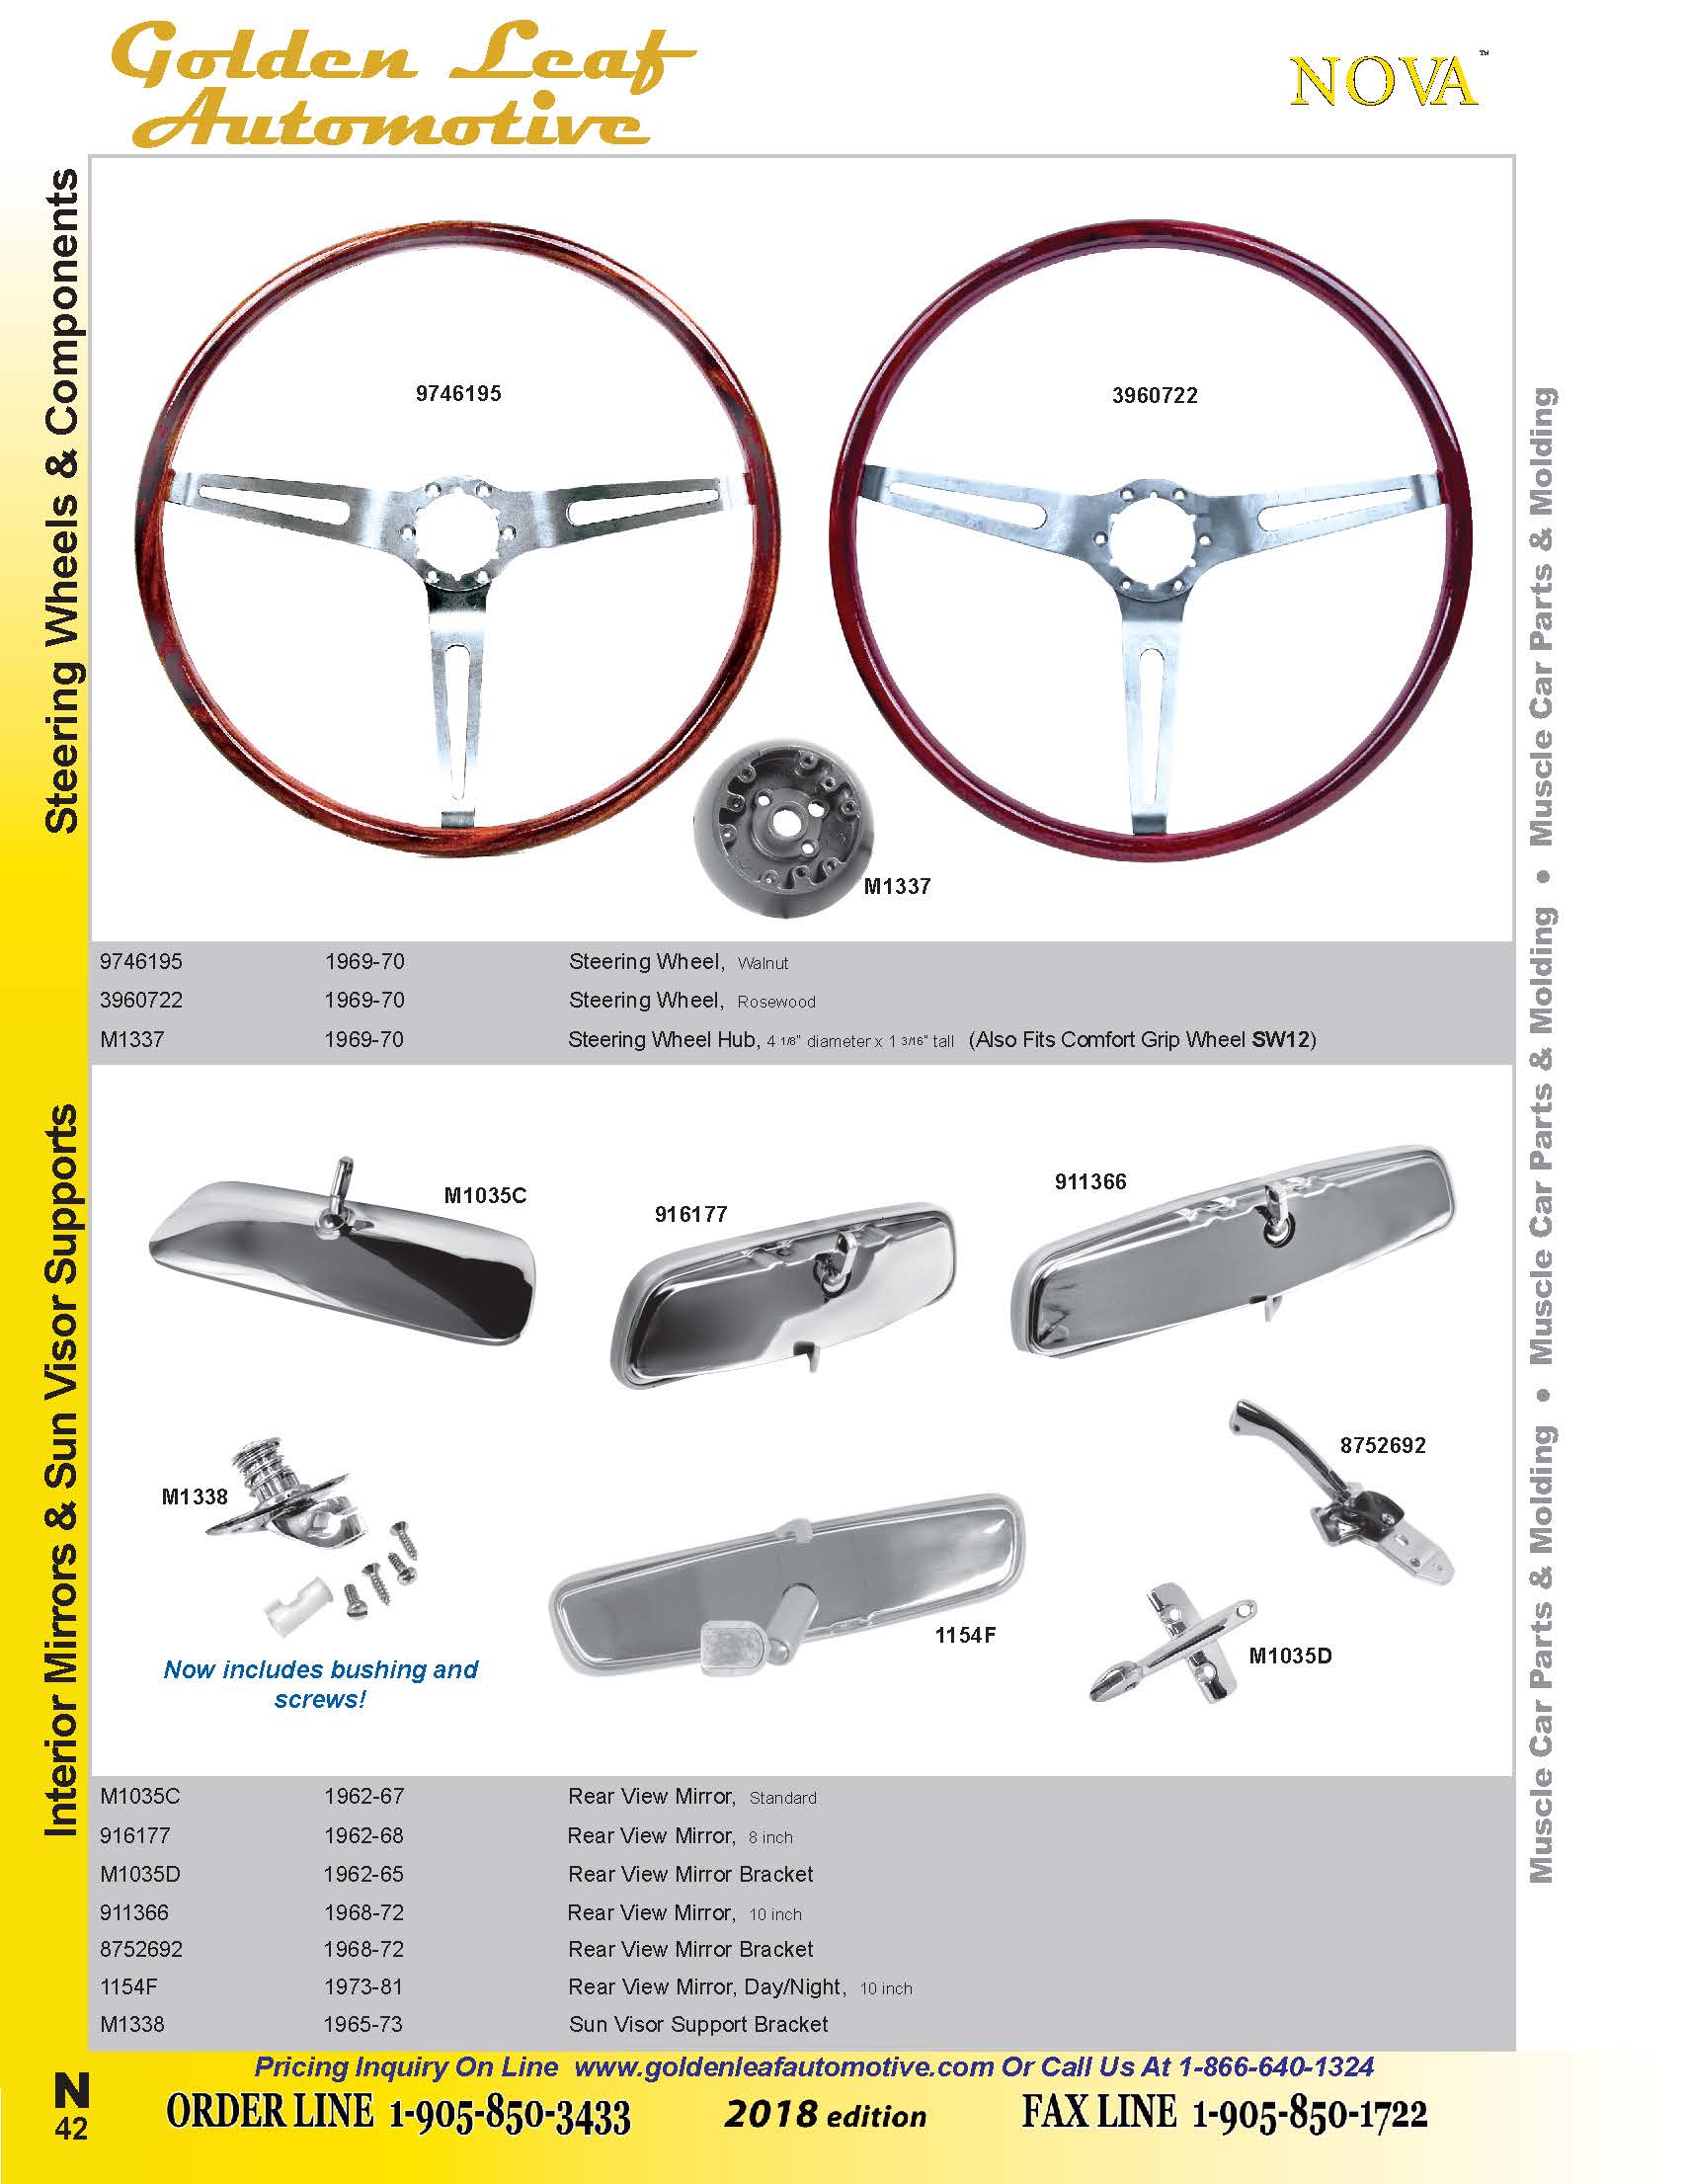 Golden Leaf
Automotive
NOVA™
Steering Wheels & Components
9746195
3960722
M1337
9746195 1969-70 Steering Wheel, Walnut
3960722 1969-70 Steering Wheel, Rosewood
M1337 1969-70 Steering Wheel Hub, 4 1/8" diameter x 1 3/16" tall (Also Fits Comfort Grip Wheel SW12)
Interior Mirrors & Sun Visor Supports
M1035C
916177
911366
M1338
8752692
1154F
M1035D
Now includes bushing and
screws!
M1035C 1962-67 Rear View Mirror, Standard
916177 1962-68 Rear View Mirror, 8 inch
M1035D 1962-65 Rear View Mirror Bracket
911366 1968-72 Rear View Mirror, 10 inch
8752692 1968-72 Rear View Mirror Bracket
1154F 1973-81 Rear View Mirror, Day/Night, 10 inch
M1338 1965-73 Sun Visor Support Bracket
Muscle Car Parts & Molding • Muscle Car Parts & Molding • Muscle Car Parts & Molding
Pricing Inquiry On Line www.goldenleafautomotive.com Or Call Us At 1-866-640-1324
N
42
ORDER LINE 1-905-850-3433 2018 edition FAX LINE 1-905-850-1722